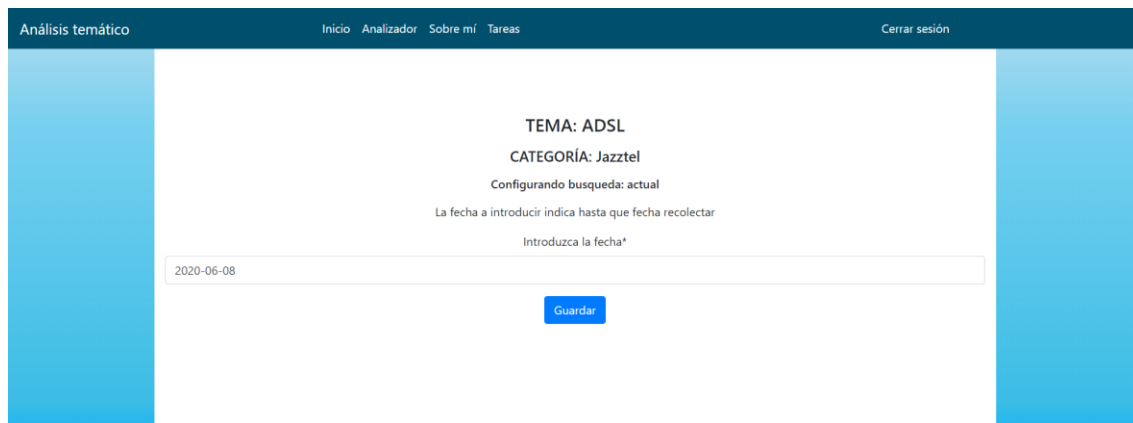 Análisis temático Inicio Analizador Sobre mí Tareas Cerrar sesión
TEMA: ADSL
CATEGORÍA: Jazztel
Configurando busqueda: actual
La fecha a introducir indica hasta que fecha recolectar
Introduzca la fecha*
2020-06-08
Guardar